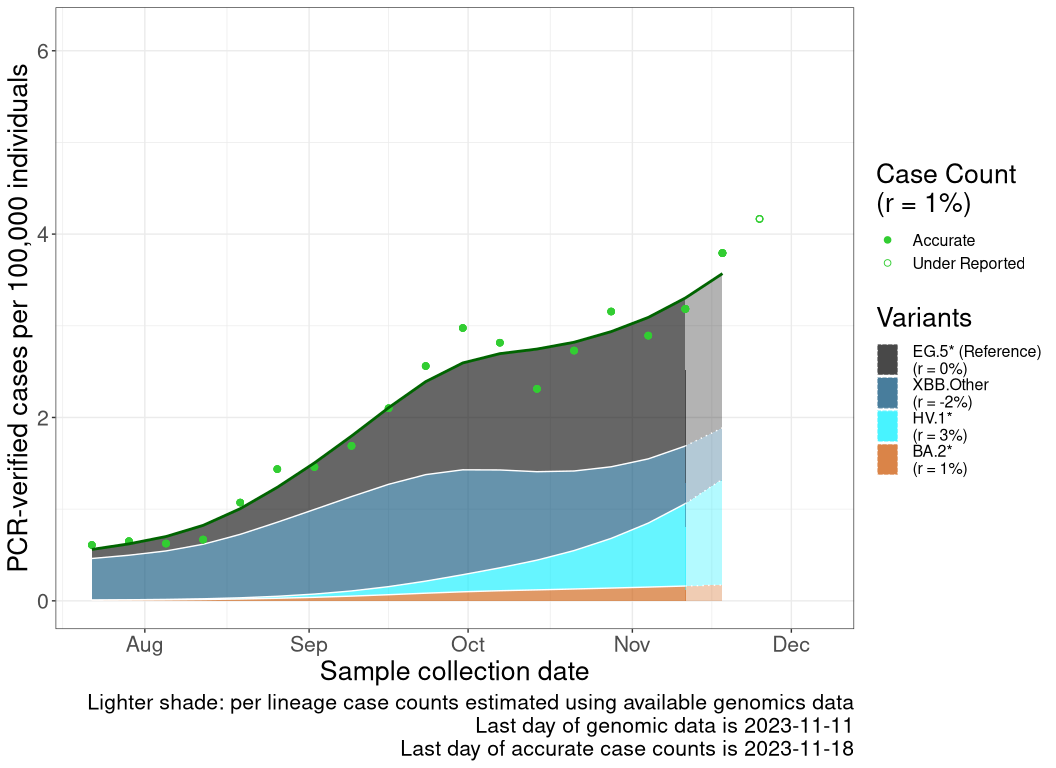 PCR-verified cases per 100,000 individuals
6
4
2
0
Aug
Sep
Oct
Nov
Dec
Sample collection date
Lighter shade: per lineage case counts estimated using available genomics data
Last day of genomic data is 2023-11-11
Last day of accurate case counts is 2023-11-18
Case Count
(r = 1%)
Accurate
Under Reported
Variants
EG.5* (Reference)
(r = 0%)
XBB.Other
(r = -2%)
HV.1*
(r = 3%)
BA.2*
(r = 1%)